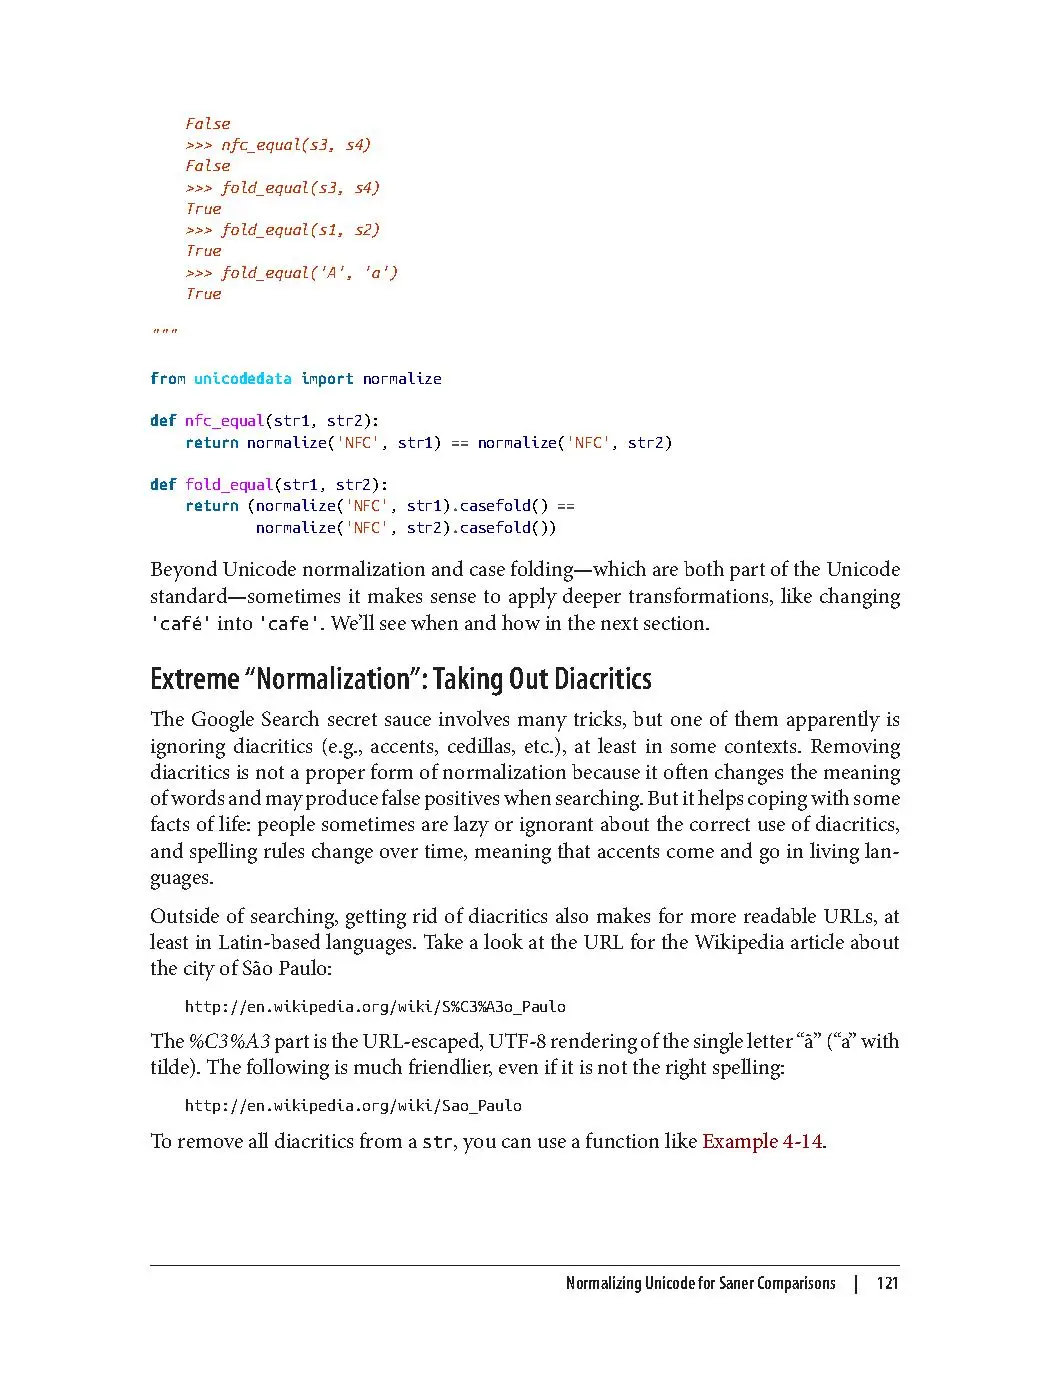 False
>>> nfc_equal(s3, s4)
False
>>> fold_equal(s3, s4)
True
>>> fold_equal(s1, s2)
True
>>> fold_equal('A', 'a')
True
"""
from unicodedata import normalize
def nfc_equal(str1, str2):
return normalize('NFC', str1) == normalize('NFC', str2)
def fold_equal(str1, str2):
return (normalize('NFC', str1).casefold() ==
normalize('NFC', str2).casefold())
Beyond Unicode normalization and case folding—which are both part of the Unicode
standard—sometimes it makes sense to apply deeper transformations, like changing
'café' into 'cafe'. We’ll see when and how in the next section.
Extreme “Normalization”: Taking Out Diacritics
The Google Search secret sauce involves many tricks, but one of them apparently is
ignoring diacritics (e.g., accents, cedillas, etc.), at least in some contexts. Removing
diacritics is not a proper form of normalization because it often changes the meaning
of words and may produce false positives when searching. But it helps coping with some
facts of life: people sometimes are lazy or ignorant about the correct use of diacritics,
and spelling rules change over time, meaning that accents come and go in living lan-
guages.
Outside of searching, getting rid of diacritics also makes for more readable URLs, at
least in Latin-based languages. Take a look at the URL for the Wikipedia article about
the city of São Paulo:
http://en.wikipedia.org/wiki/S%C3%A3o_Paulo
The %C3%A3 part is the URL-escaped, UTF-8 rendering of the single letter “ã” (“a” with
tilde). The following is much friendlier, even if it is not the right spelling:
http://en.wikipedia.org/wiki/Sao_Paulo
To remove all diacritics from a str, you can use a function like Example 4-14.
Normalizing Unicode for Saner Comparisons | 121